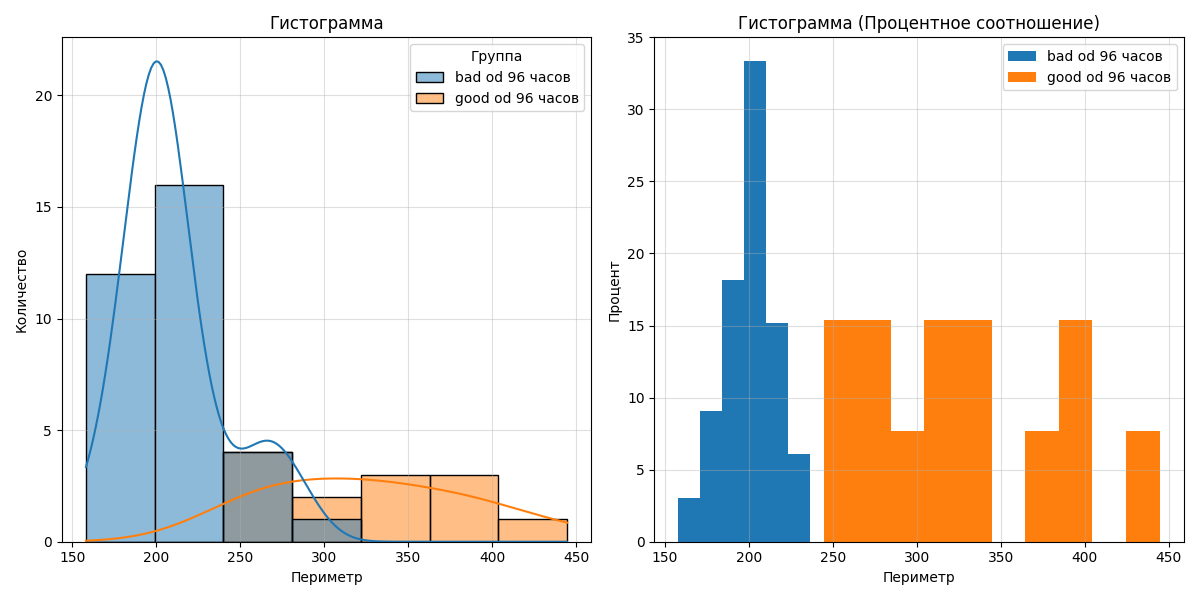 Гистограмма
Количество
20
15
10
5
0
150 200 250 300 350 400 450
Периметр
Группа
bad od 96 часов
good od 96 часов
Гистограмма (Процентное соотношение)
Процент
35
30
25
20
15
10
5
0
150 200 250 300 350 400 450
Периметр
bad od 96 часов
good od 96 часов